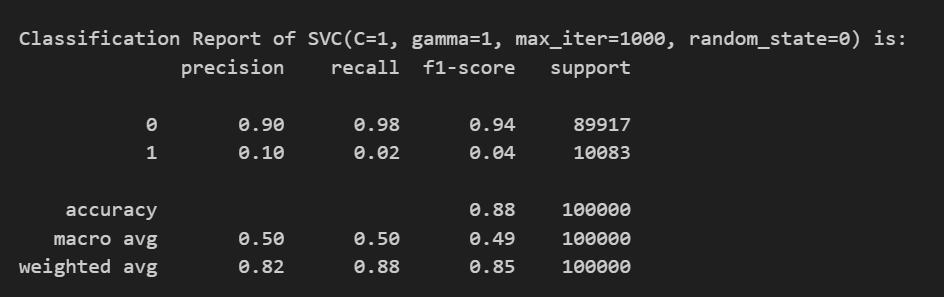 Classification Report of SVC(C=1, gamma=1, max_iter=1000, random_state=0) is:
precision recall f1-score support
0 0.90 0.98 0.94 89917
1 0.10 0.02 0.04 10083
accuracy 0.88 100000
macro avg 0.50 0.50 0.49 100000
weighted avg 0.82 0.88 0.85 100000